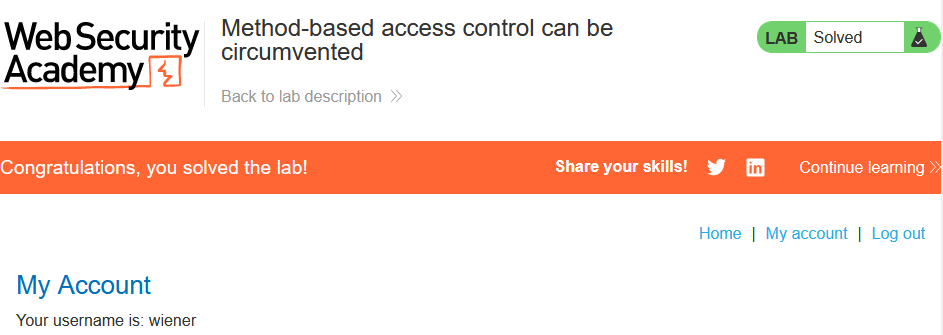 Web Security
Academy
Method-based access control can be
circumvented
Back to lab description
LAB Solved
Congratulations, you solved the lab!
Share your skills!
Continue learning
Home | My account | Log out
My Account
Your username is: wiener